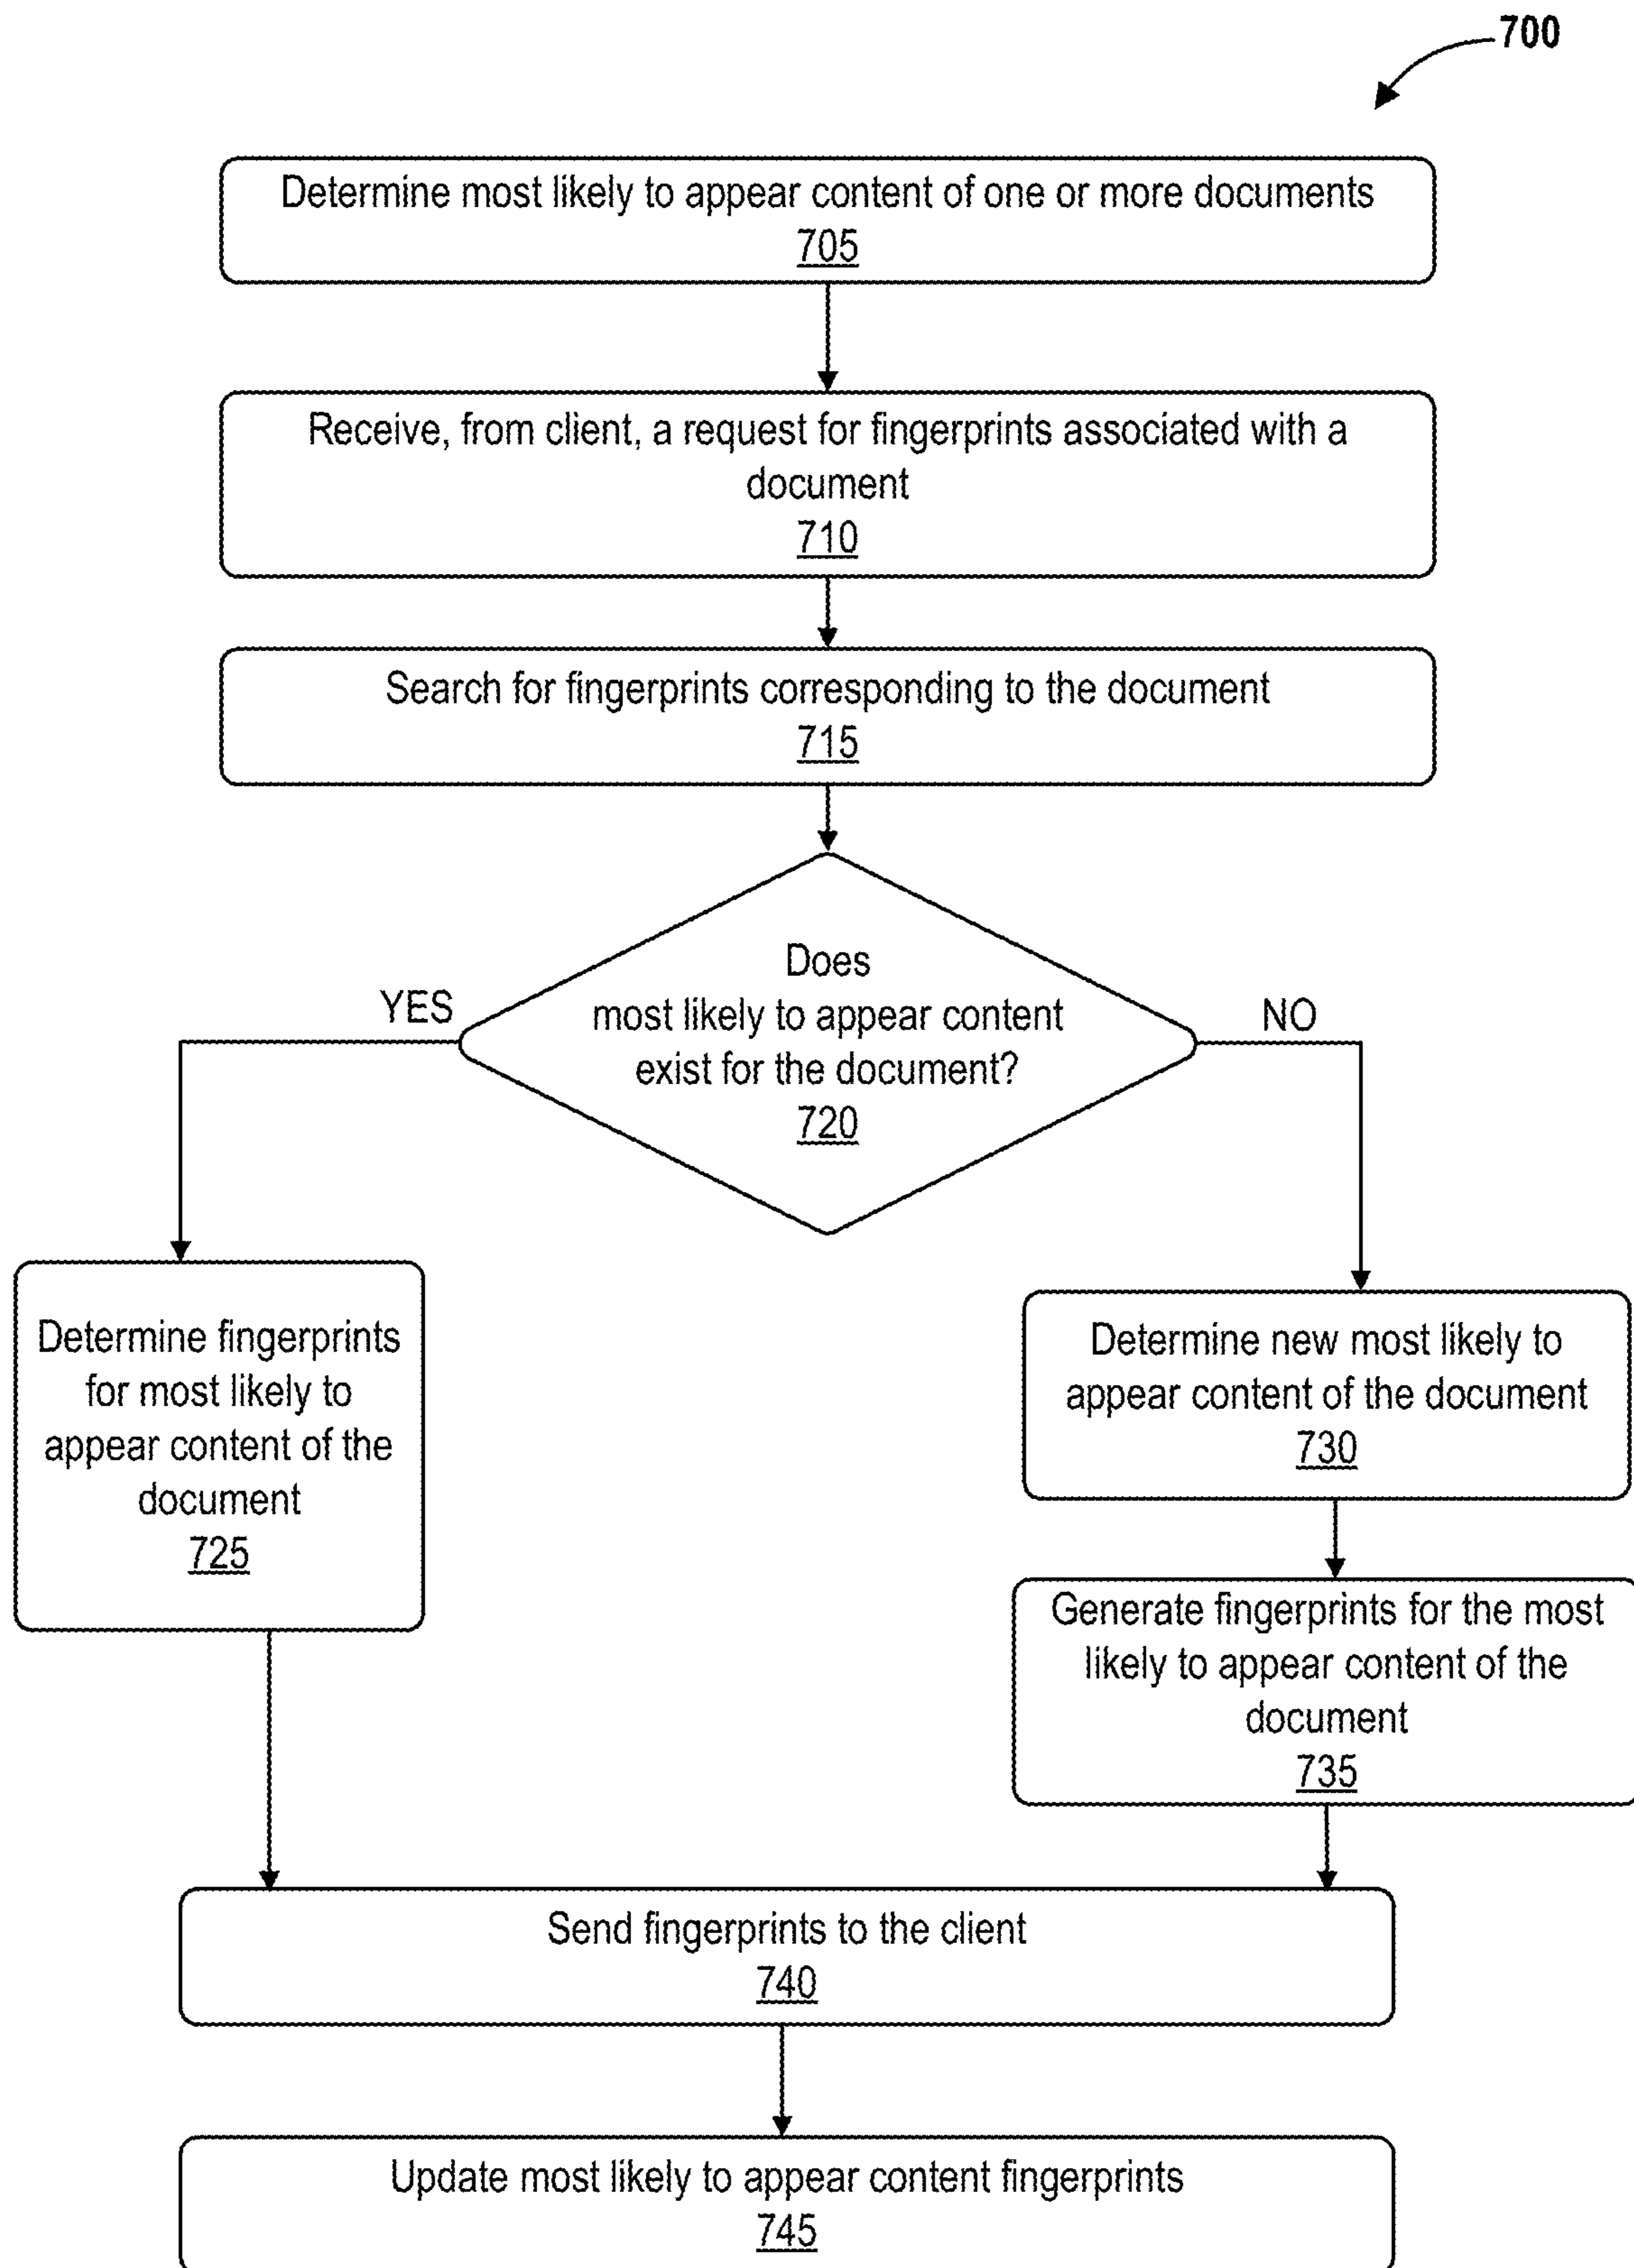 700
Determine most likely to appear content of one or more documents
705
Receive, from client, a request for fingerprints associated with a
document
710
Search for fingerprints corresponding to the document
715
Does
most likely to appear content
exist for the document?
720
YES
NO
Determine fingerprints
for most likely to
appear content of the
document
725
Determine new most likely to
appear content of the document
730
Generate fingerprints for the most
likely to appear content of the
document
735
Send fingerprints to the client
740
Update most likely to appear content fingerprints
745